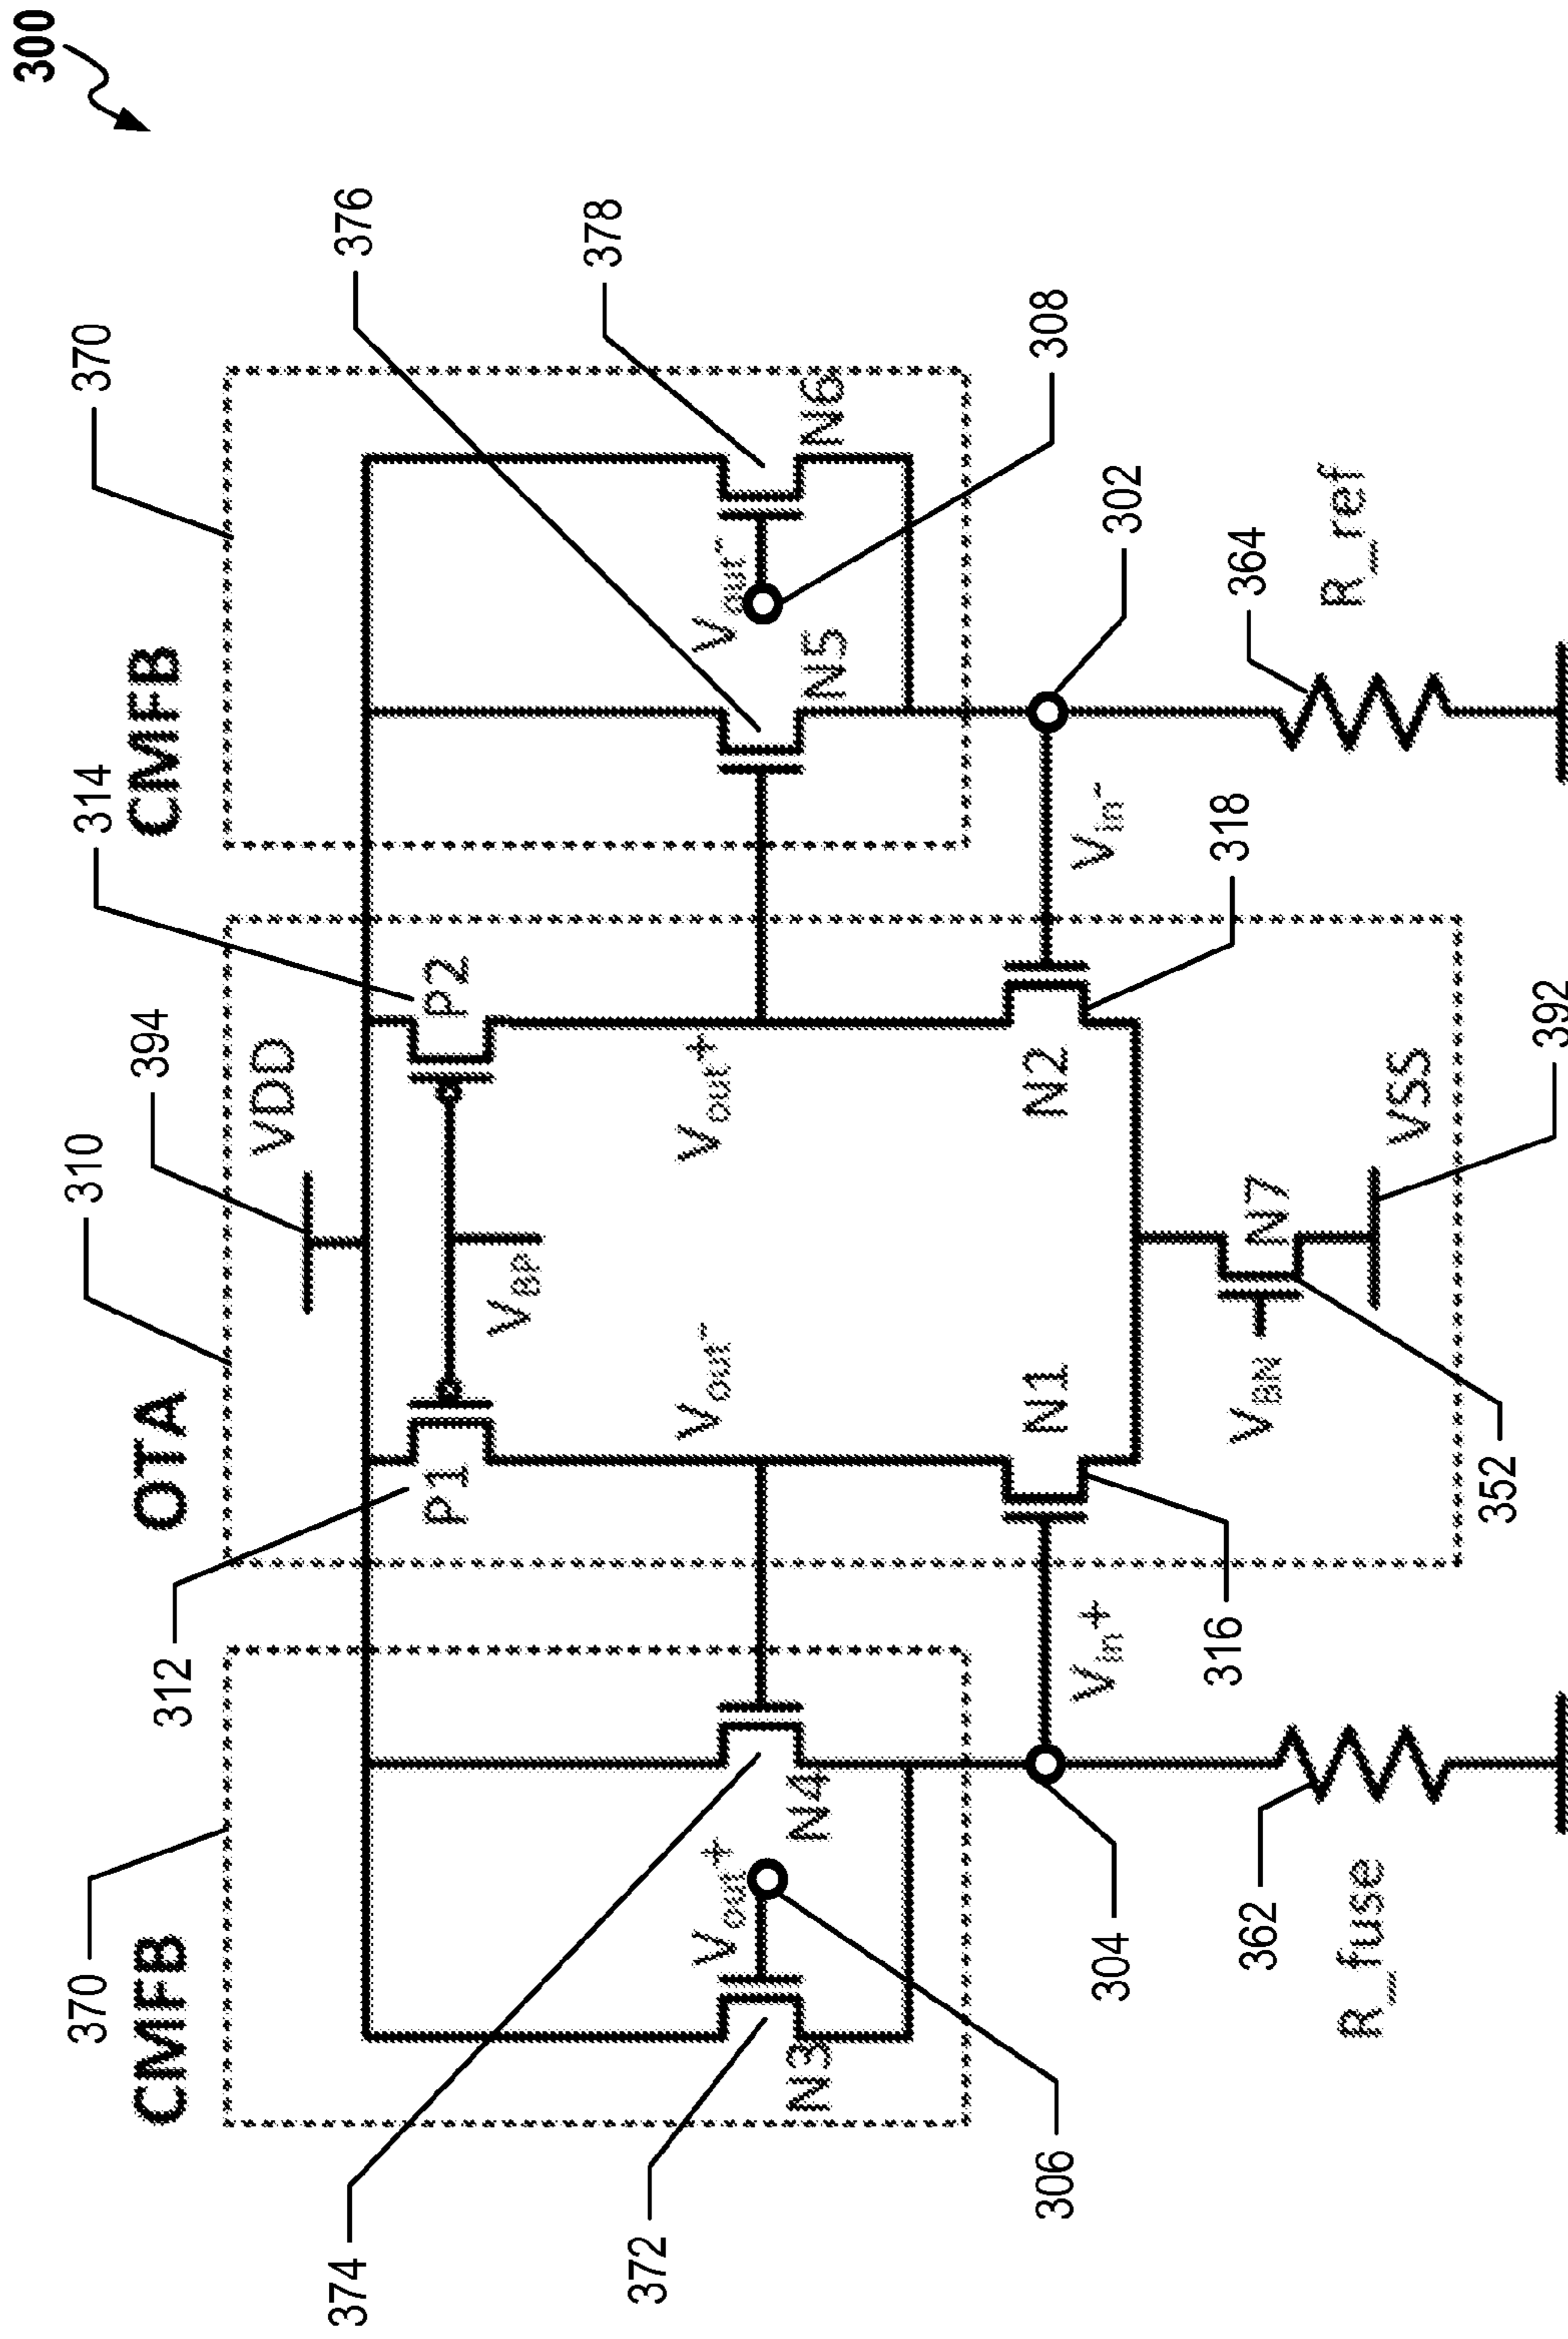 300
370
CMFB
314
394
310
OTA
312
370
CMFB
376
378
308
302
364
R_ref
318
392
352
316
304
362
R_fuse
306
372
374
VDD
P2
P1
V_BP
V_out+
V_out-
N6
V_out-
N5
N4
V_out+
N3
V_in-
N2
N1
V_in+
N7
V_BN
VSS